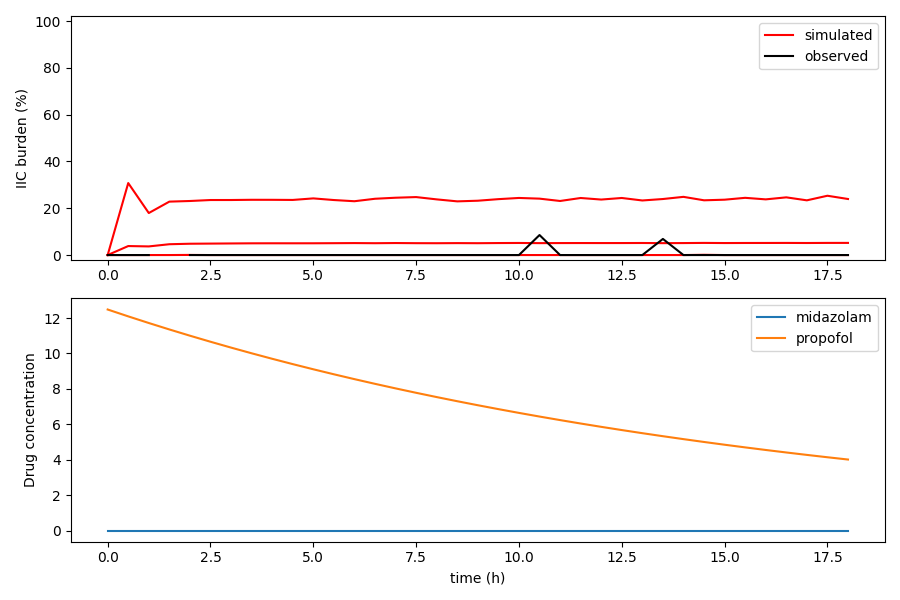 IIC burden (%)
100
80
60
40
20
0
simulated
observed
0.0 2.5 5.0 7.5 10.0 12.5 15.0 17.5
Drug concentration
12
10
8
6
4
2
0
midazolam
propofol
0.0 2.5 5.0 7.5 10.0 12.5 15.0 17.5
time (h)